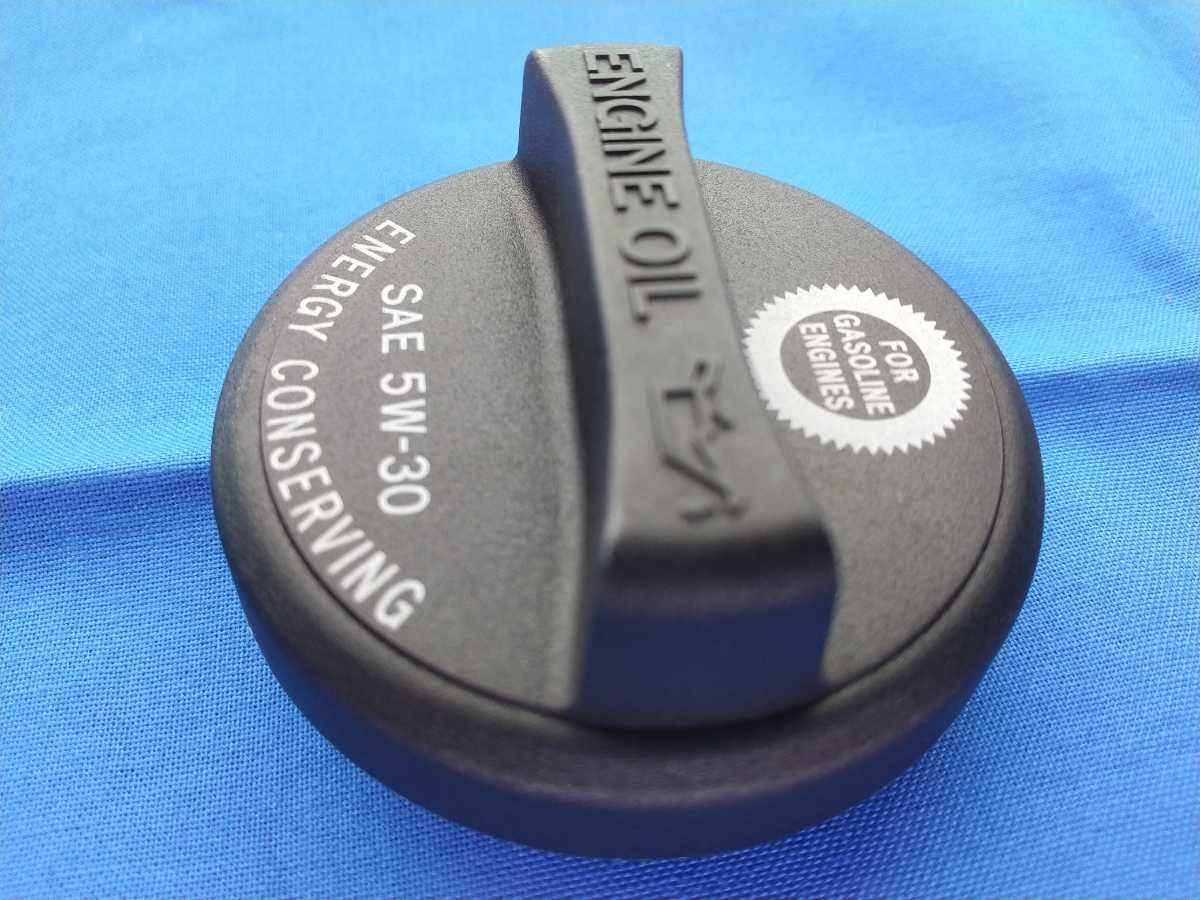 ENGINE OIL
SAE 5W-30
ENERGY CONSERVING
FOR
GASOLINE
ENGINES